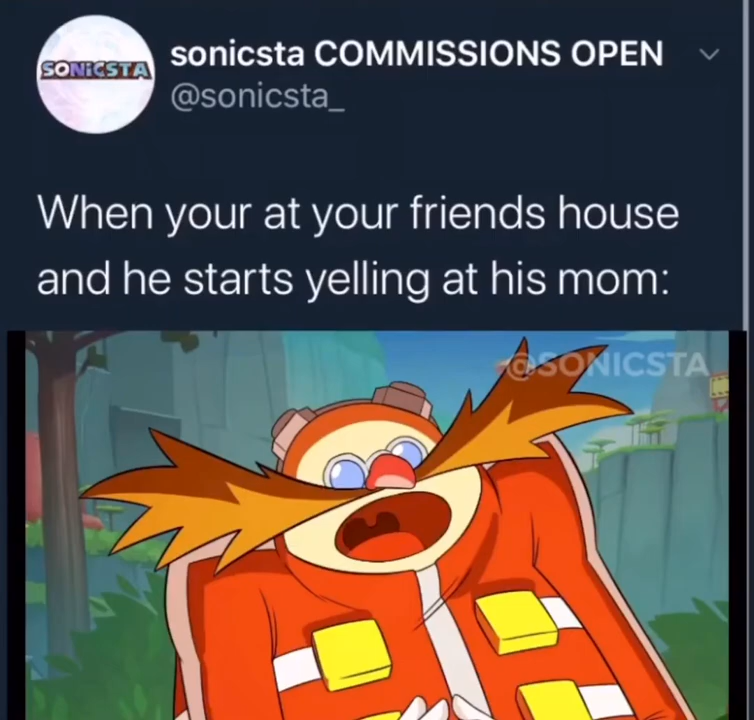 SONICSTA
sonicsta COMMISSIONS OPEN
@sonicsta_
When your at your friends house
and he starts yelling at his mom:
@SONICSTA